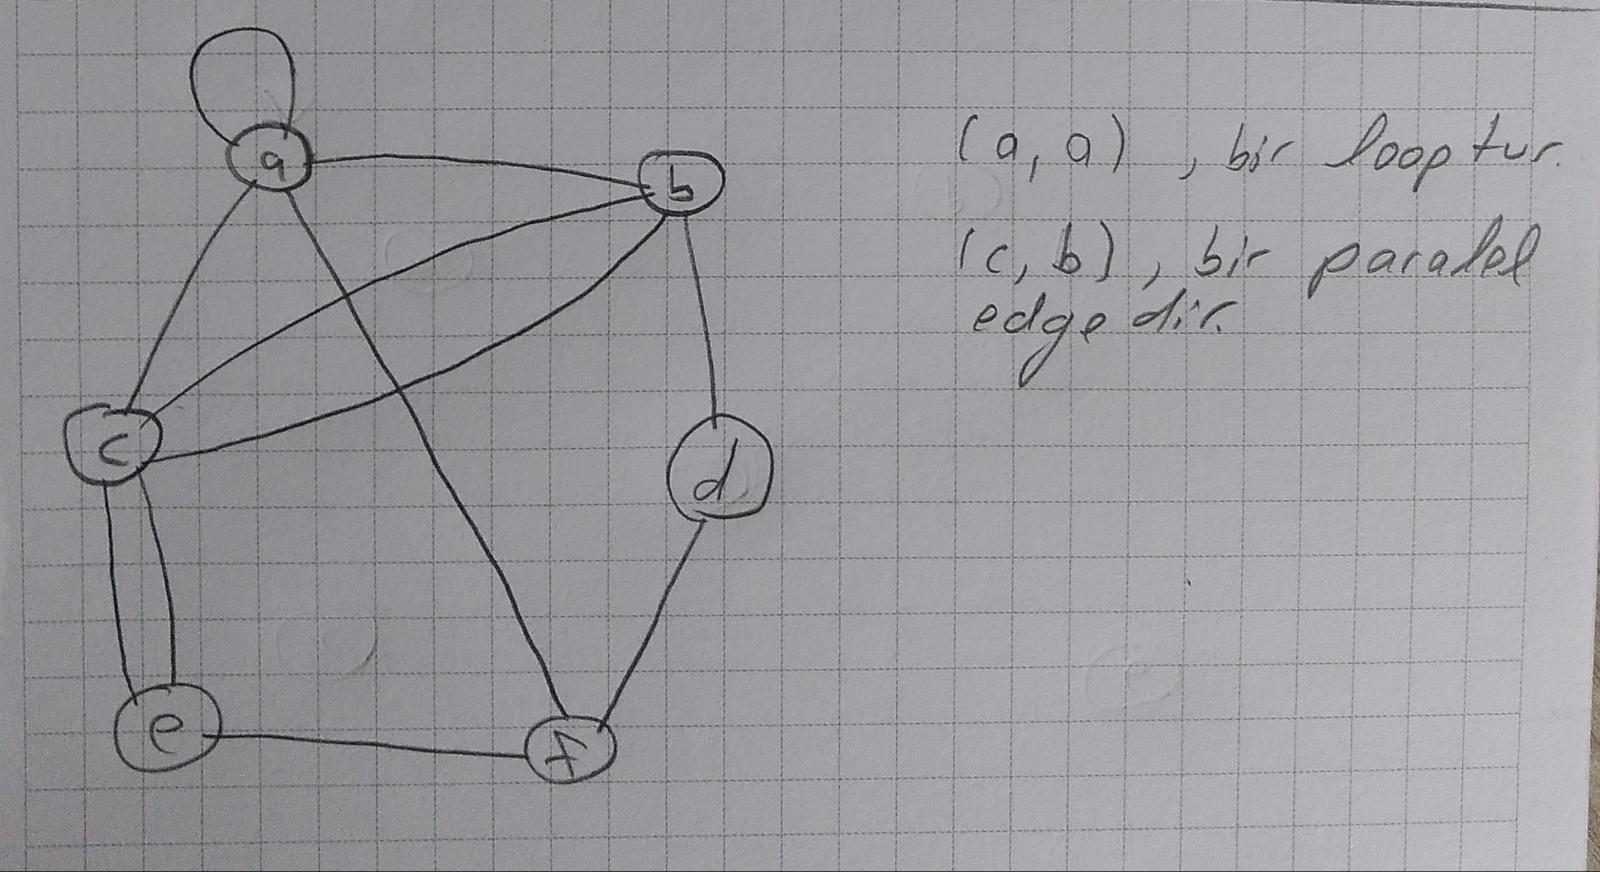 a
b
(a, a), bir loop tur.
(c, b), bir paralel
edge dir.
c
d
e
f